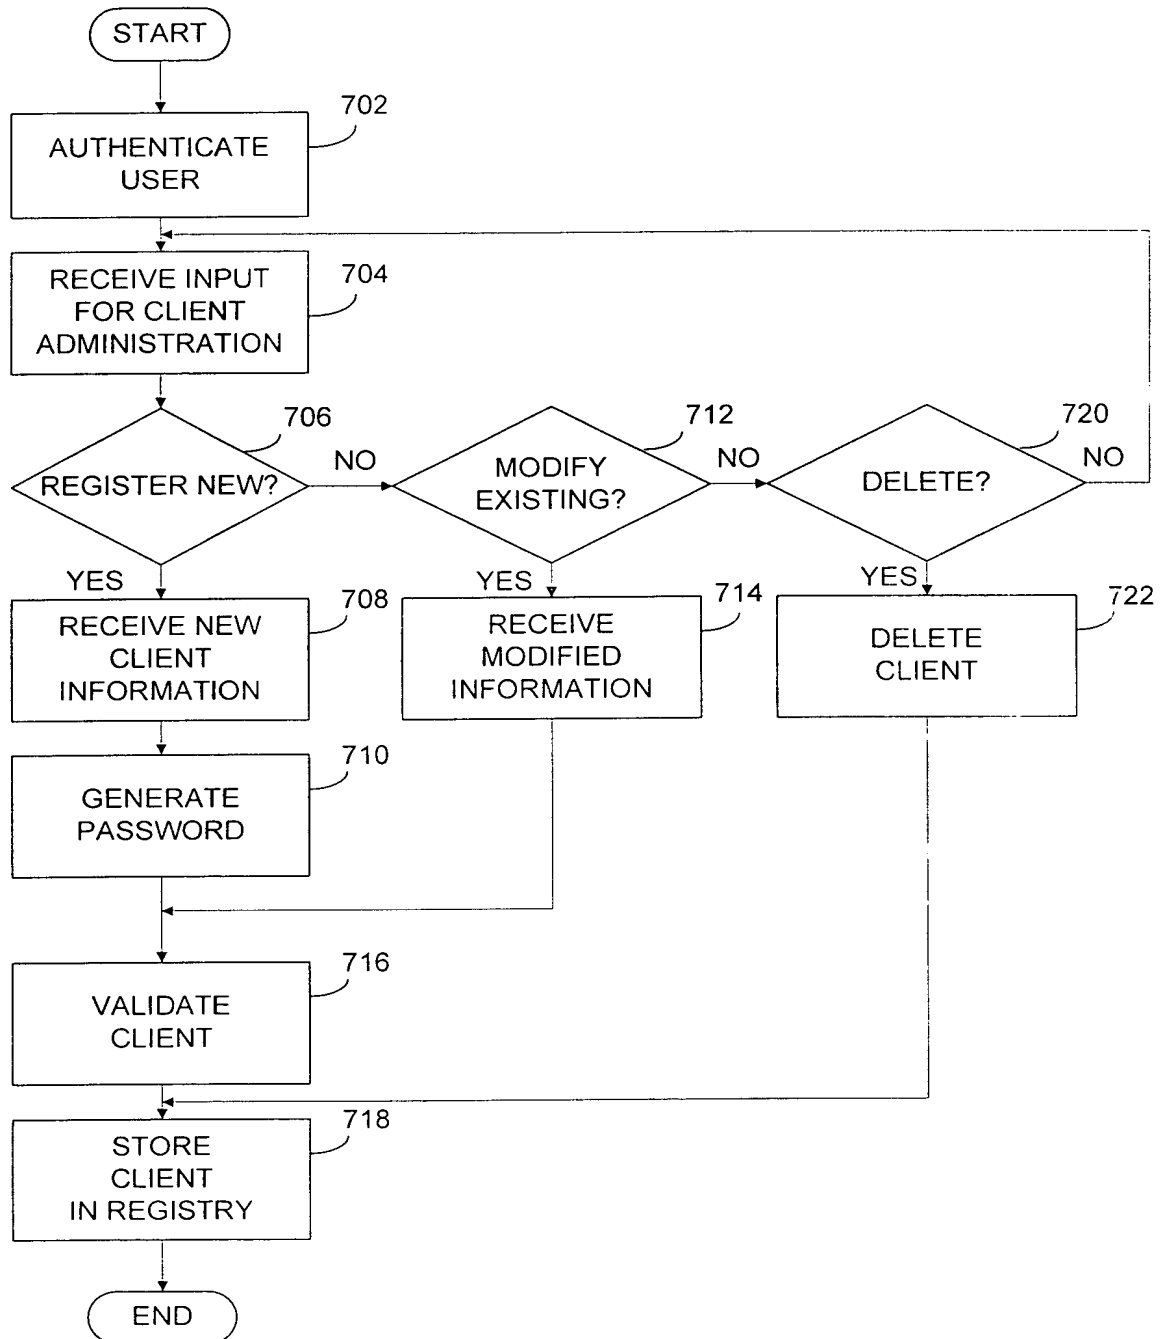 START
702
AUTHENTICATE
USER
704
RECEIVE INPUT
FOR CLIENT
ADMINISTRATION
706
REGISTER NEW?
NO
712
MODIFY
EXISTING?
NO
720
DELETE?
NO
YES
708
RECEIVE NEW
CLIENT
INFORMATION
YES
714
RECEIVE
MODIFIED
INFORMATION
YES
722
DELETE
CLIENT
710
GENERATE
PASSWORD
716
VALIDATE
CLIENT
718
STORE
CLIENT
IN REGISTRY
END